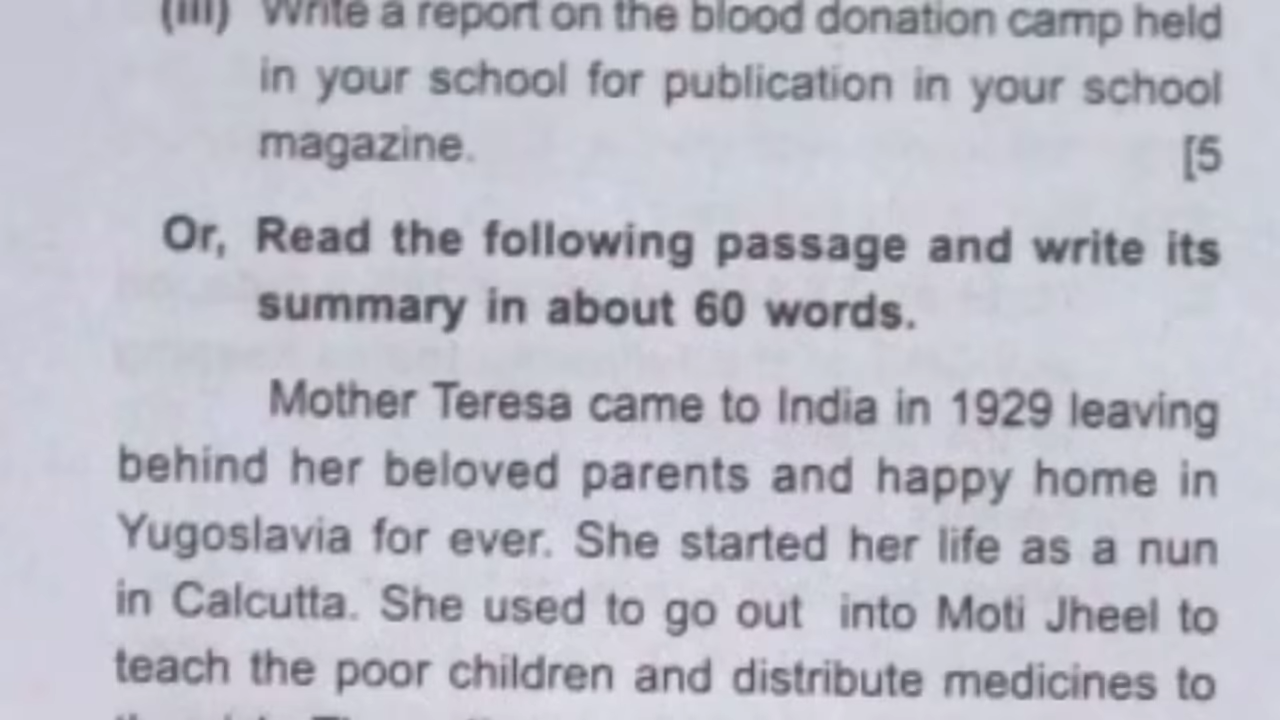 (iii) Write a report on the blood donation camp held
in your school for publication in your school
magazine. [5
Or, Read the following passage and write its
summary in about 60 words.
Mother Teresa came to India in 1929 leaving
behind her beloved parents and happy home in
Yugoslavia for ever. She started her life as a nun
in Calcutta. She used to go out into Moti Jheel to
teach the poor children and distribute medicines to